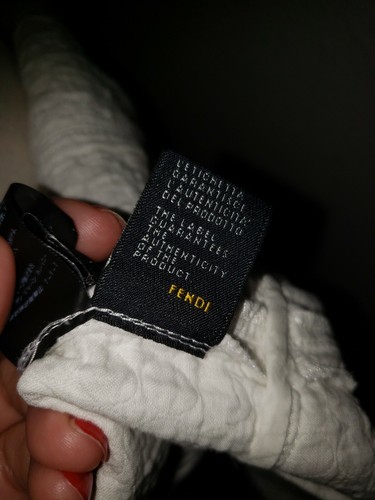 L'ETICHETTA
GARANTISCE
L'AUTENTICITA'
DEL PRODOTTO
THE LABEL
GUARANTEES
THE
AUTHENTICITY
OF THE
PRODUCT
FENDI